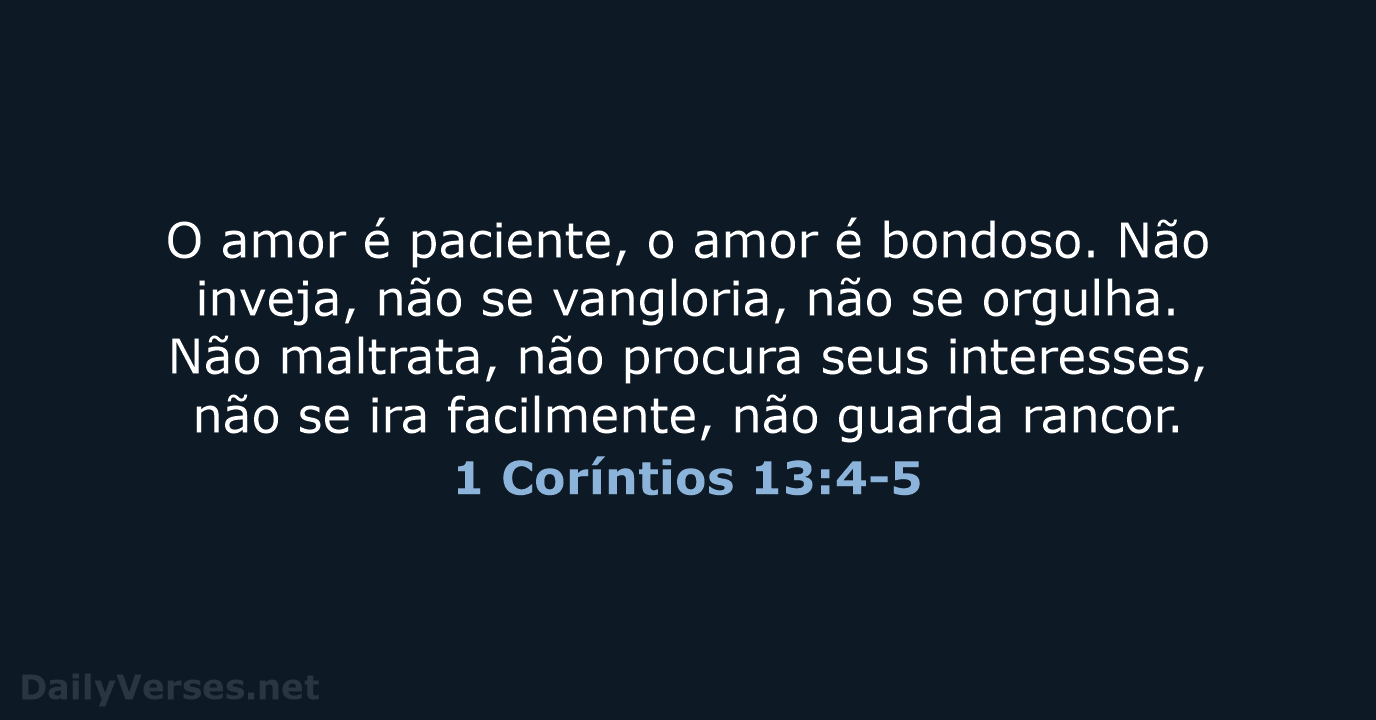 O amor é paciente, o amor é bondoso. Não
inveja, não se vangloria, não se orgulha.
Não maltrata, não procura seus interesses,
não se ira facilmente, não guarda rancor.
1 Coríntios 13:4-5
DailyVerses.net